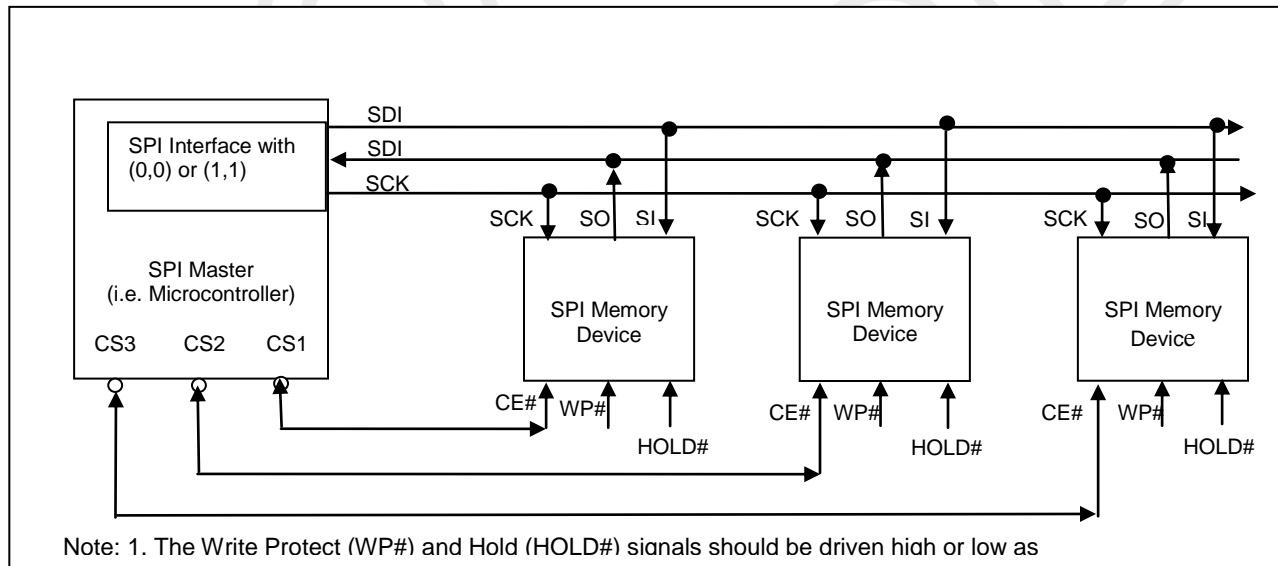 SDI
SPI Interface with
(0,0) or (1,1)
SDI
SCK
SCK SO SI
SCK SO SI
SCK SO SI
SPI Master
(i.e. Microcontroller)
SPI Memory
Device
SPI Memory
Device
SPI Memory
Device
CS3 CS2 CS1
CE# WP# HOLD#
CE# WP# HOLD#
CE# WP# HOLD#
Note: 1. The Write Protect (WP#) and Hold (HOLD#) signals should be driven high or low as